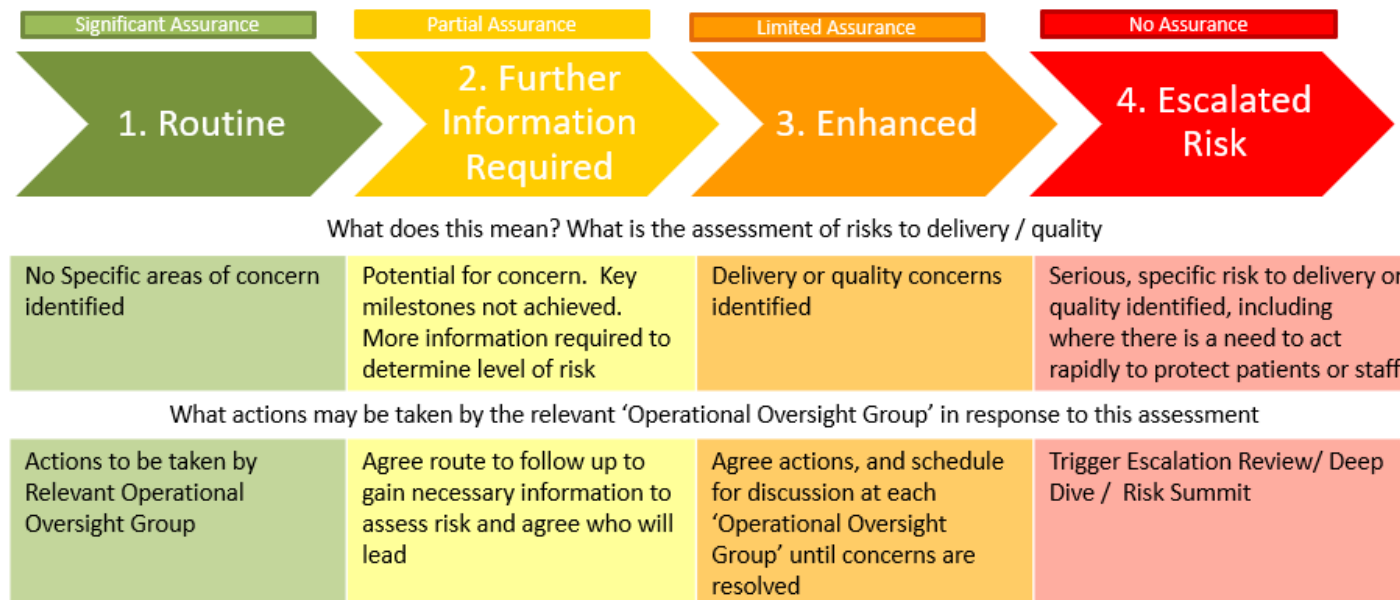 Significant Assurance
Partial Assurance
Limited Assurance
No Assurance
1. Routine
2. Further
Information
Required
3. Enhanced
4. Escalated
Risk
What does this mean? What is the assessment of risks to delivery / quality
No Specific areas of concern
identified
Potential for concern.  Key
milestones not achieved.
More information required to
determine level of risk
Delivery or quality concerns
identified
Serious, specific risk to delivery or
quality identified, including
where there is a need to act
rapidly to protect patients or staff
What actions may be taken by the relevant ‘Operational Oversight Group’ in response to this assessment
Actions to be taken by
Relevant Operational
Oversight Group
Agree route to follow up to
gain necessary information to
assess risk and agree who will
lead
Agree actions, and schedule
for discussion at each
‘Operational Oversight
Group’ until concerns are
resolved
Trigger Escalation Review/ Deep
Dive /  Risk Summit